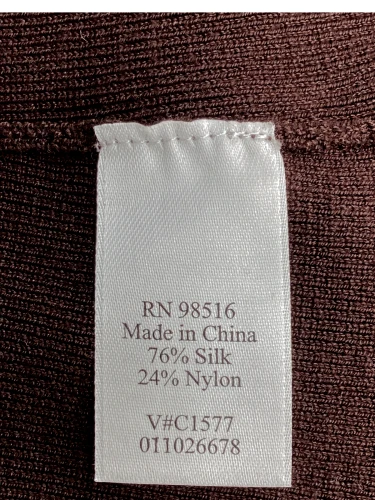 RN 98516
Made in China
76% Silk
24% Nylon
V#C1577
011026678